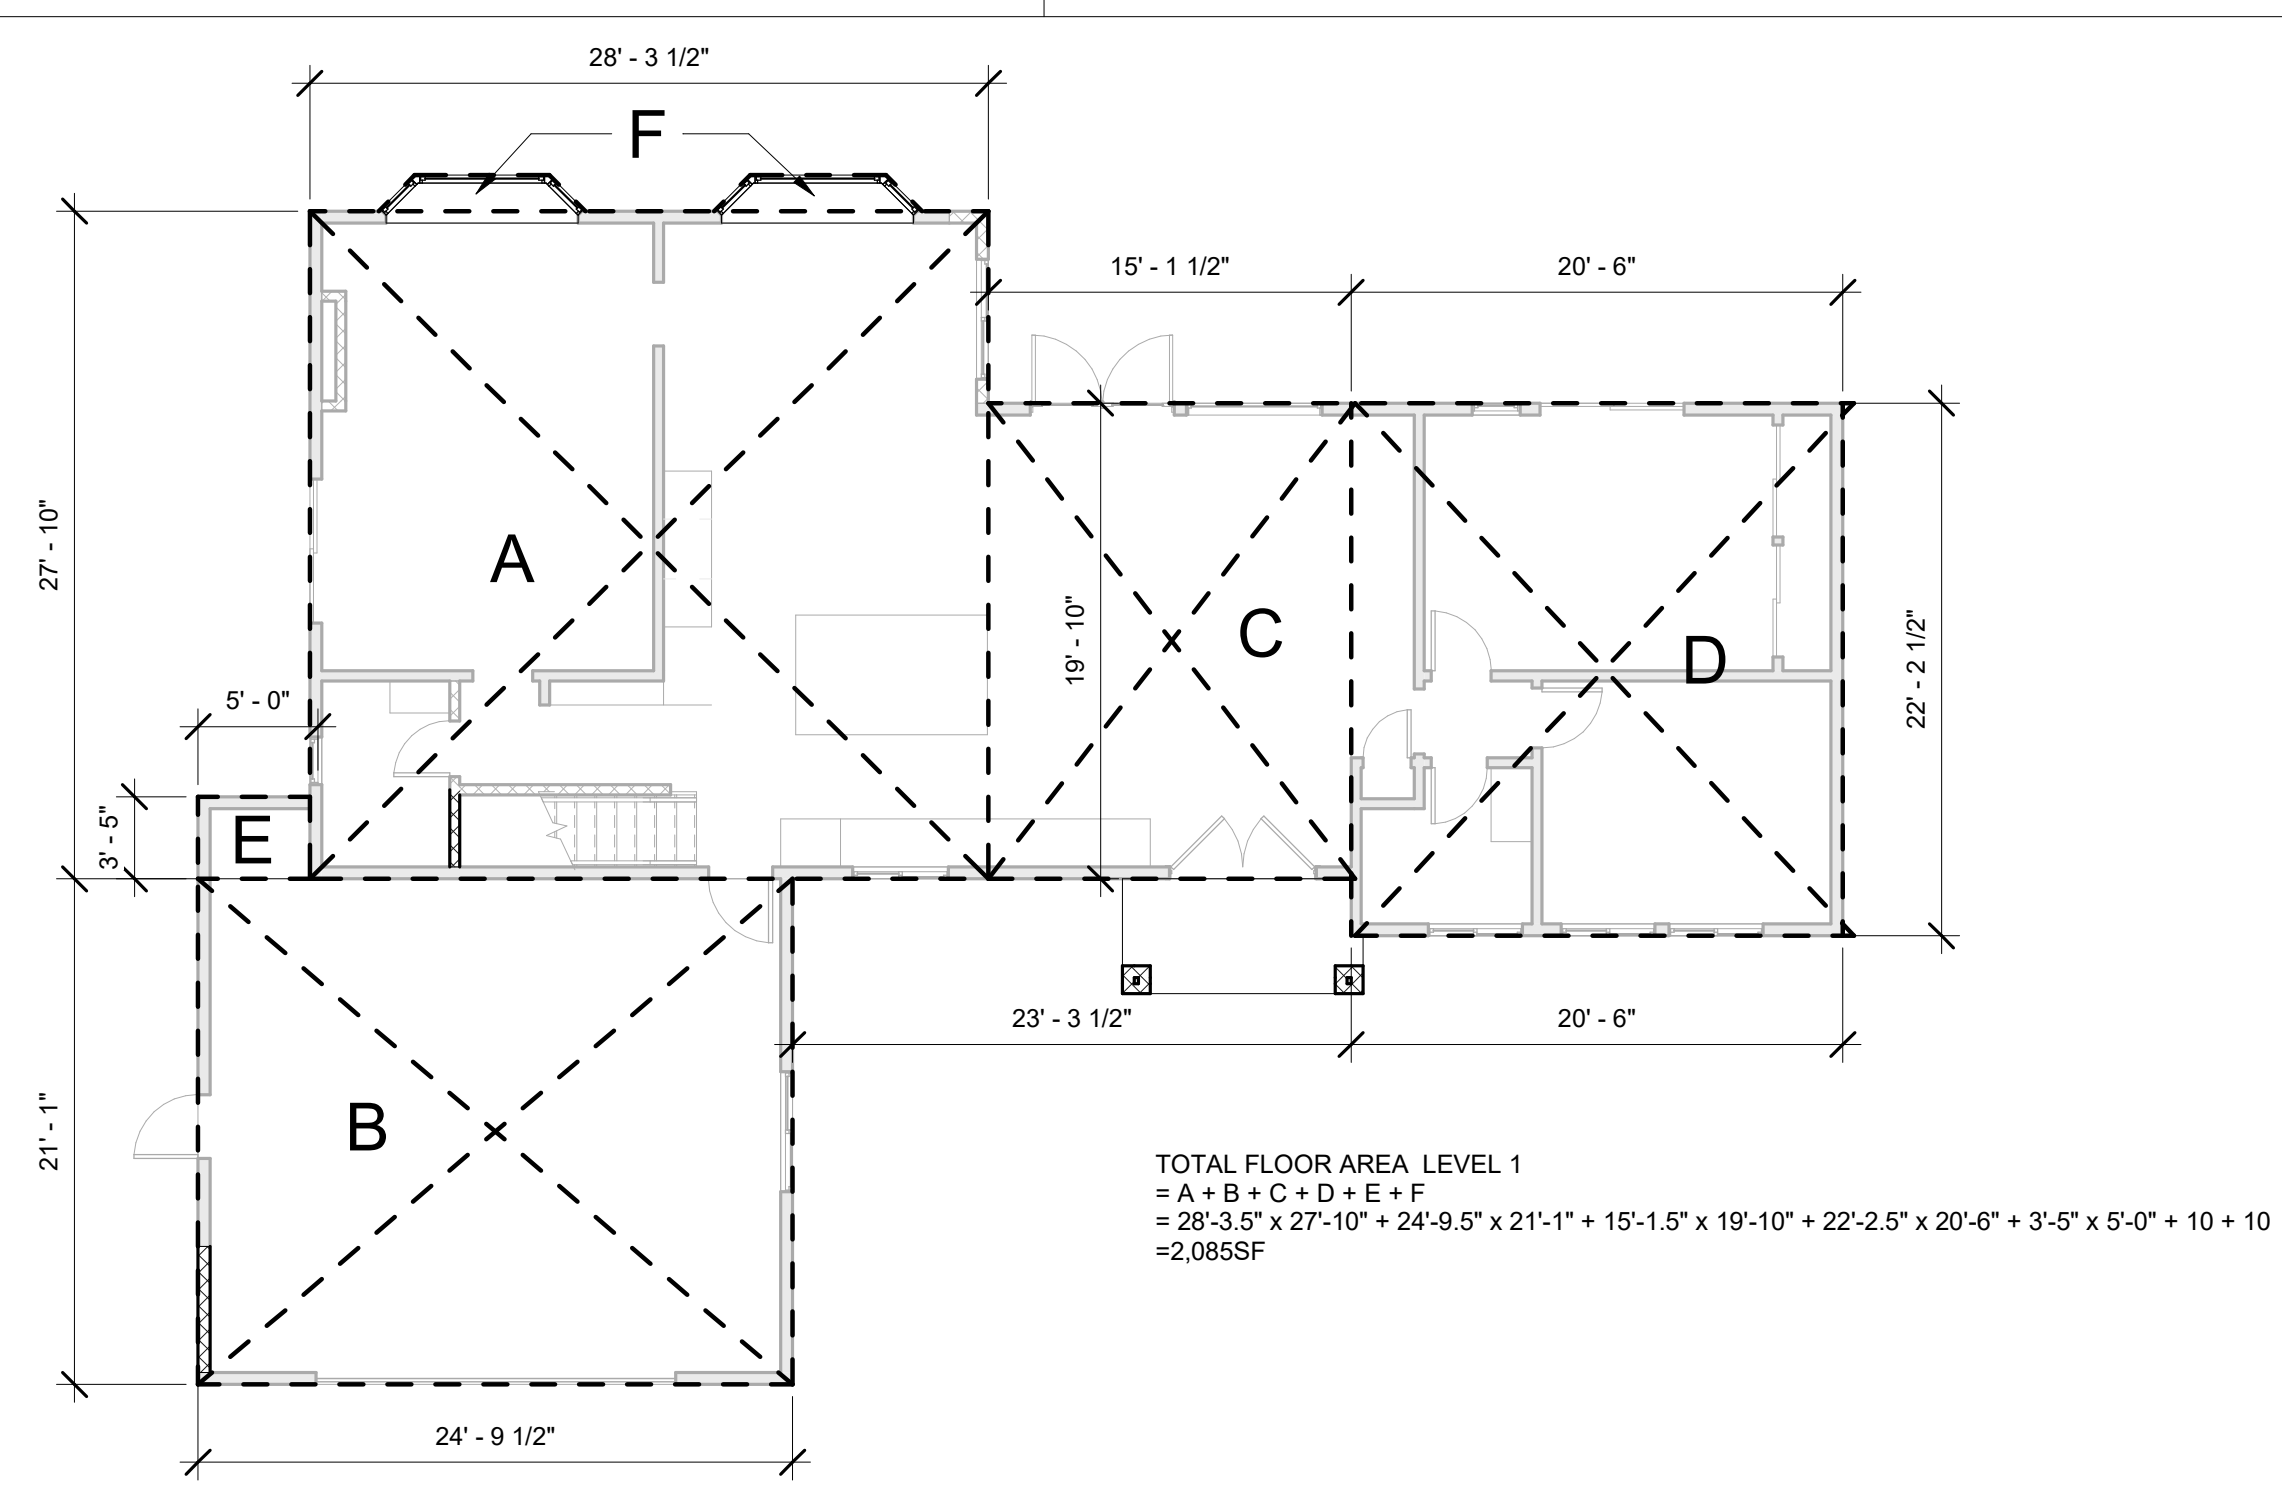 28' - 3 1/2"
F
15' - 1 1/2"
20' - 6"
27' - 10"
A
19' - 10"
C
D
22' - 2 1/2"
5' - 0"
3' - 5"
E
23' - 3 1/2"
20' - 6"
21' - 1"
B
TOTAL FLOOR AREA  LEVEL 1
= A + B + C + D + E + F
= 28'-3.5" x 27'-10" + 24'-9.5" x 21'-1" + 15'-1.5" x 19'-10" + 22'-2.5" x 20'-6" + 3'-5" x 5'-0" + 10 + 10
=2,085SF
24' - 9 1/2"